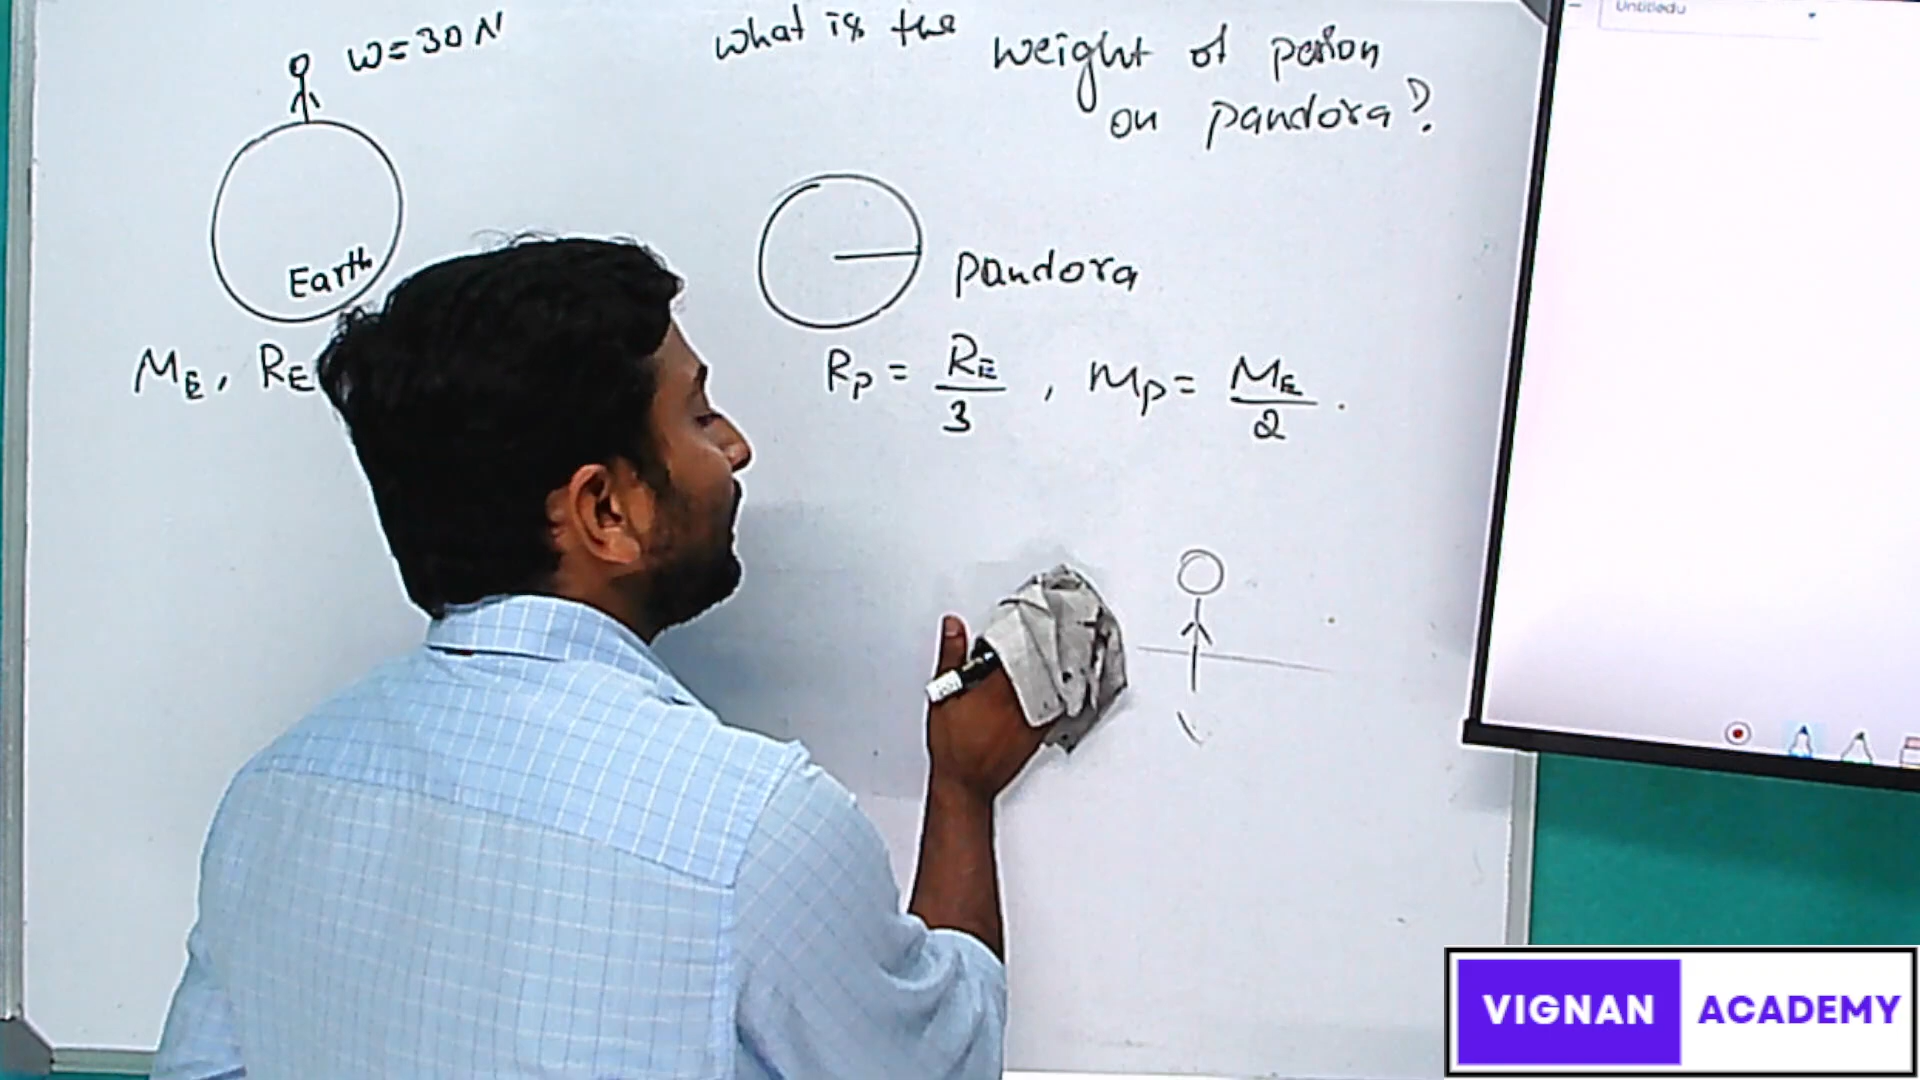 W=30N
what is the weight of person
on pandora?
Earth
pandora
ME, RE
RP = RE/3, MP = ME/2.
Untitled
VIGNAN ACADEMY